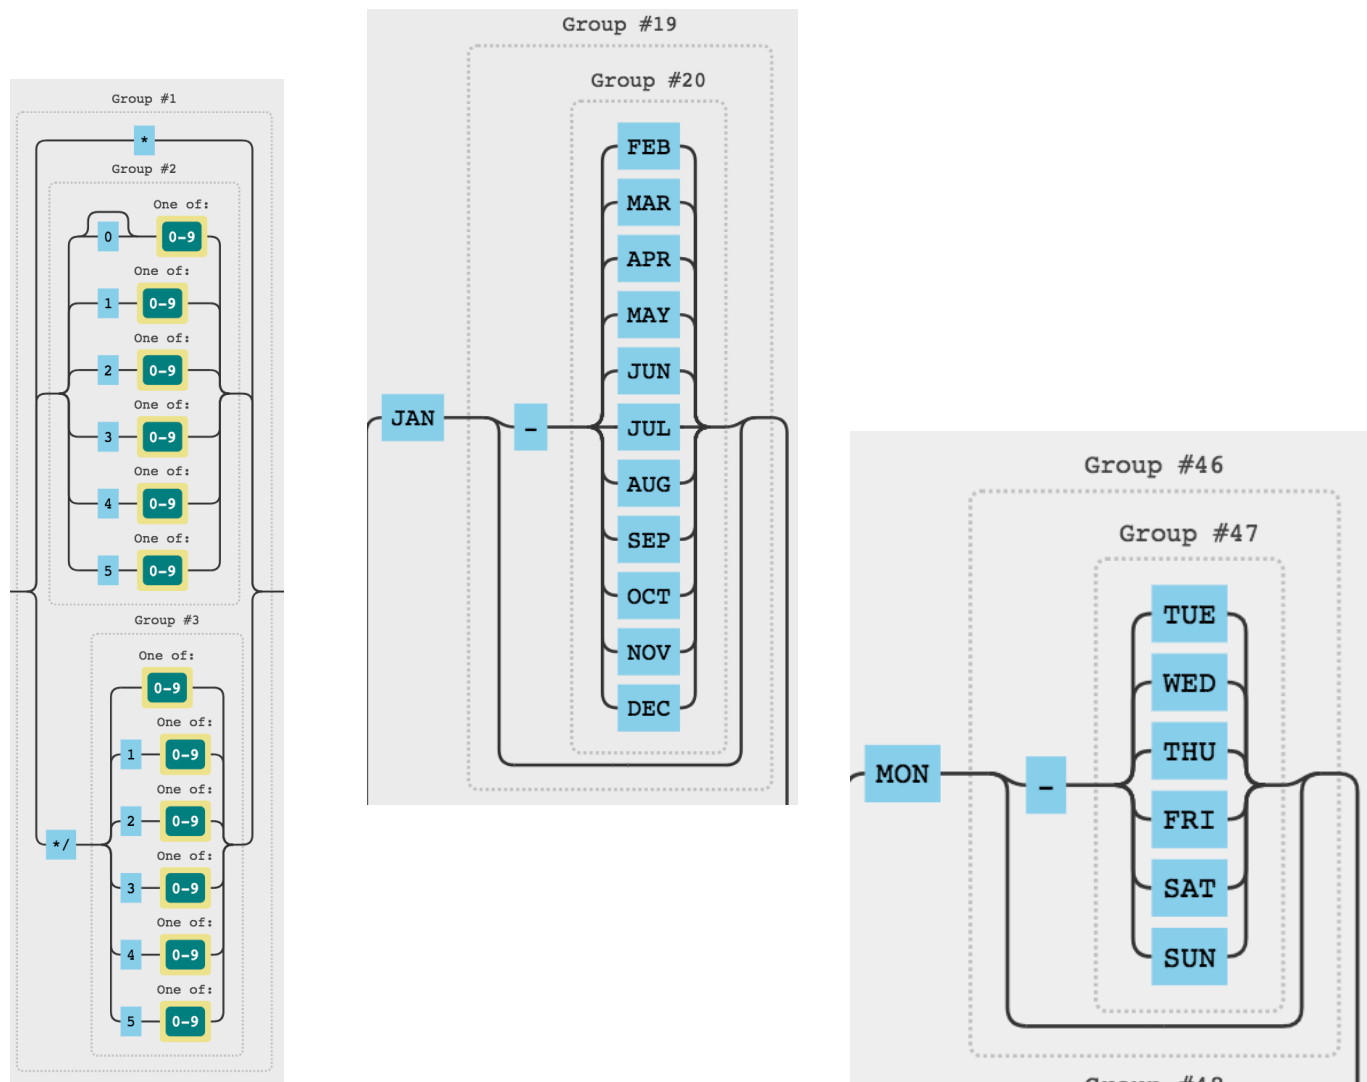 Group #1
*
Group #2
One of:
0 0-9
One of:
1 0-9
One of:
2 0-9
One of:
3 0-9
One of:
4 0-9
One of:
5 0-9
Group #3
One of:
0-9
One of:
1 0-9
One of:
2 0-9
One of:
3 0-9
*/
One of:
4 0-9
One of:
5 0-9
Group #19
Group #20
JAN
-
FEB
MAR
APR
MAY
JUN
JUL
AUG
SEP
OCT
NOV
DEC
Group #46
Group #47
MON
-
TUE
WED
THU
FRI
SAT
SUN